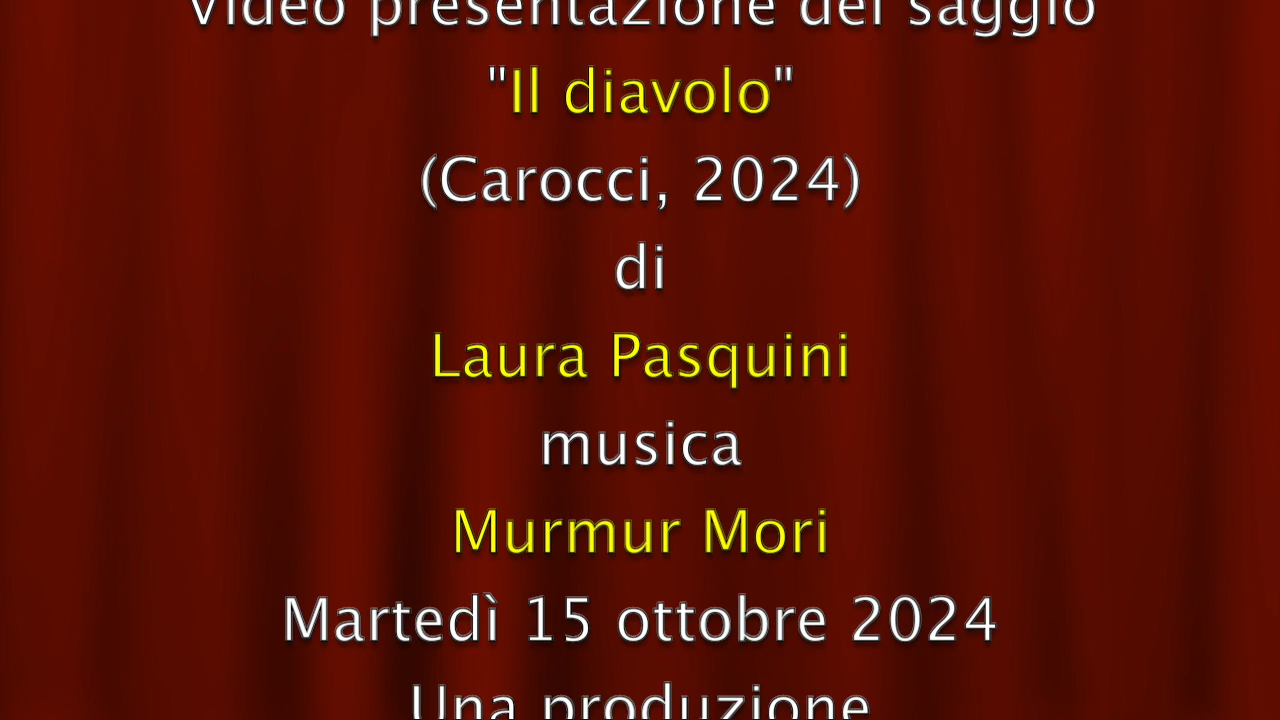 Video presentazione del saggio
"Il diavolo"
(Carocci, 2024)
di
Laura Pasquini
musica
Murmur Mori
Martedì 15 ottobre 2024
Una produzione